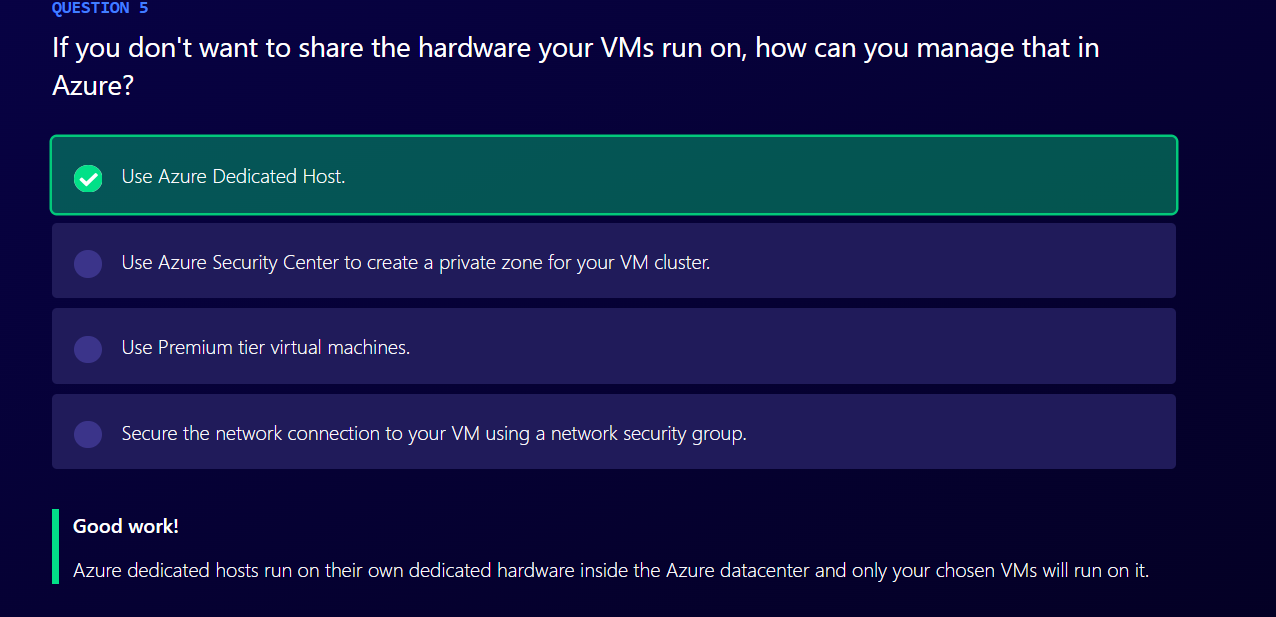 QUESTION 5
If you don't want to share the hardware your VMs run on, how can you manage that in
Azure?
Use Azure Dedicated Host.
Use Azure Security Center to create a private zone for your VM cluster.
Use Premium tier virtual machines.
Secure the network connection to your VM using a network security group.
Good work!
Azure dedicated hosts run on their own dedicated hardware inside the Azure datacenter and only your chosen VMs will run on it.